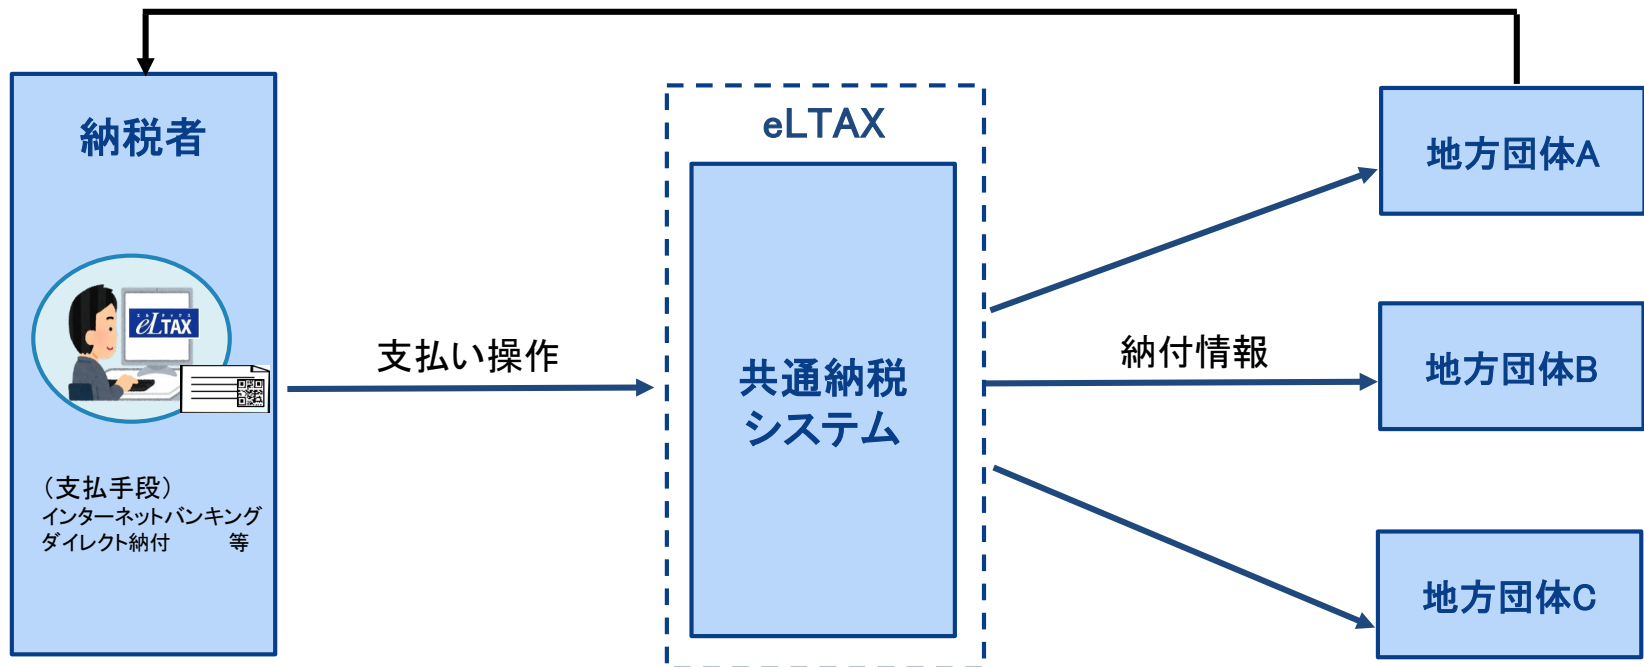 納税者
eLTAX
（支払手段）
インターネットバンキング
ダイレクト納付　　等
支払い操作
eLTAX
共通納税
システム
納付情報
地方団体A
地方団体B
地方団体C